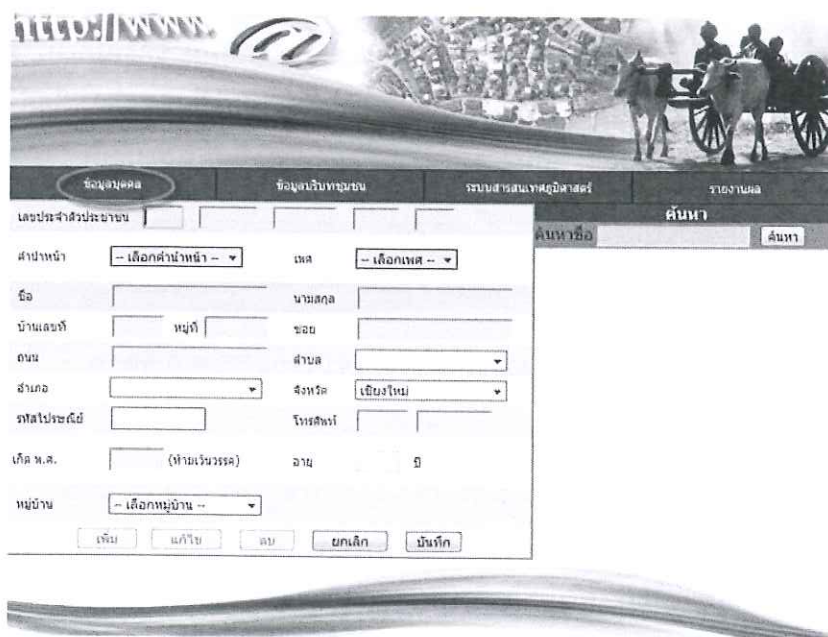 http://www.
@
ข้อมูลบุคคล ข้อมูลบริบทชุมชน ระบบสารสนเทศภูมิศาสตร์ รายงานผล
เลขประจำตัวประชาชน ค้นหา
ค้นหาชื่อ ค้นหา
คำนำหน้า -- เลือกคำนำหน้า -- เพศ -- เลือกเพศ --
ชื่อ นามสกุล
บ้านเลขที่ หมู่ที่ ซอย
ถนน ตำบล
อำเภอ จังหวัด เชียงใหม่
รหัสไปรษณีย์ โทรศัพท์
เกิด พ.ศ. (ห้ามเว้นวรรค) อายุ ปี
หมู่บ้าน -- เลือกหมู่บ้าน --
เพิ่ม แก้ไข ลบ ยกเลิก บันทึก